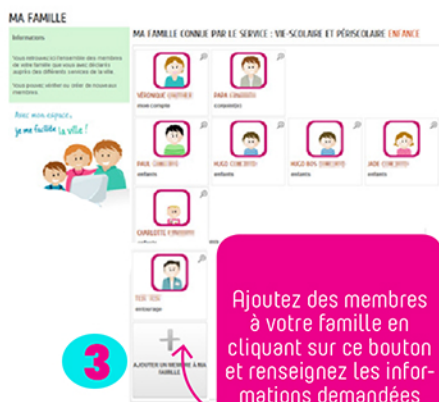 MA FAMILLE
Informations
Vous retrouvez ici l'ensemble des membres
de votre famille que vous avez déclarés
auprès des différents services de la ville.
Vous pouvez vérifier ou créer de nouveaux
membres.
Avec mon espace,
je me facilite la ville !
MA FAMILLE CONNUE PAR LE SERVICE : VIE-SCOLAIRE ET PÉRISCOLAIRE ENFANCE
VÉRONIQUE
mon compte
PAPA
conjoint(e)
PAUL
enfants
HUGO
enfants
HUGO BIS
enfants
JADE
enfants
CHARLOTTE
enfants
entourage
AJOUTER UN MEMBRE A MA
FAMILLE
3
Ajoutez des membres
à votre famille en
cliquant sur ce bouton
et renseignez les infor-
mations demandées